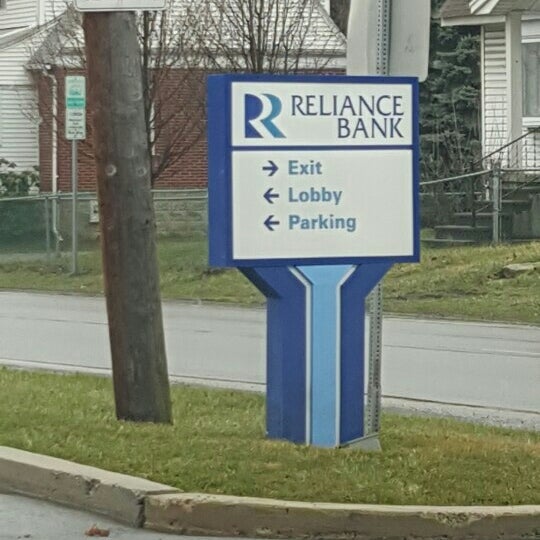 RELIANCE
BANK
→ Exit
← Lobby
← Parking